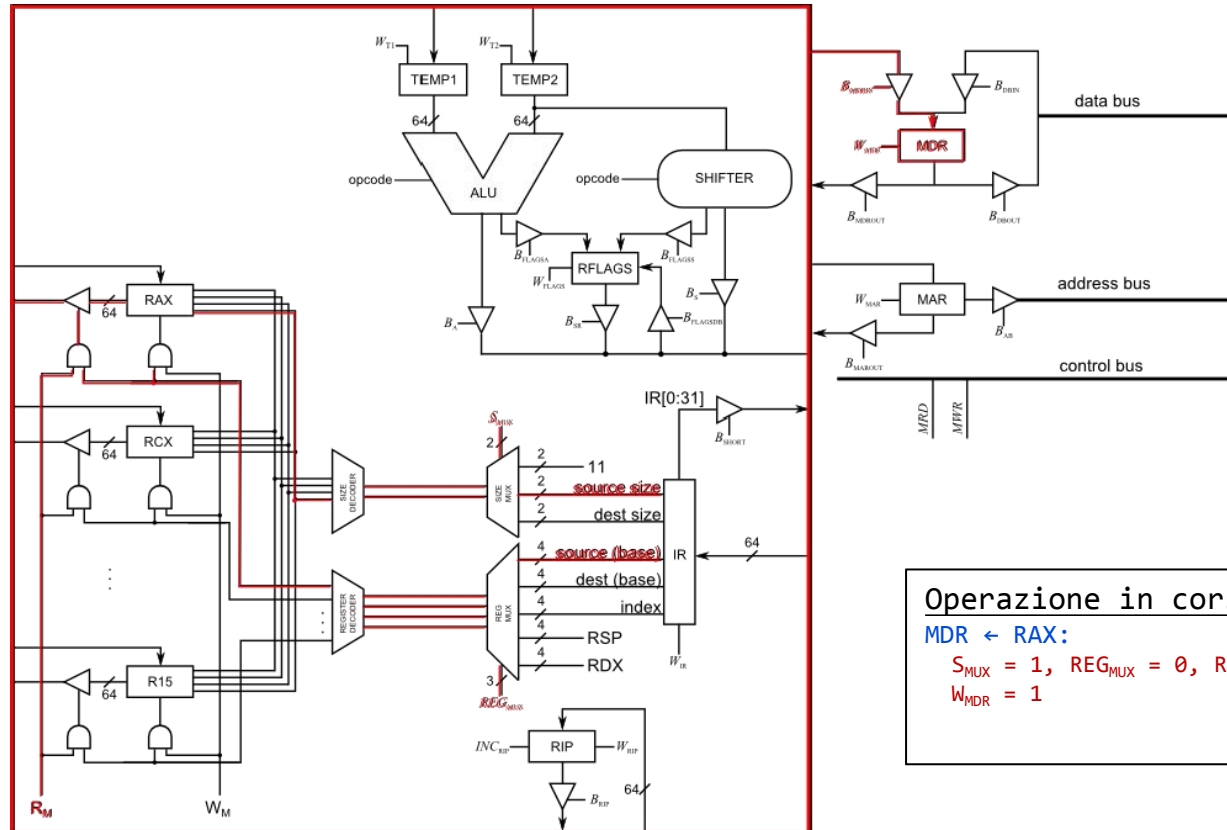 W_T1
W_T2
TEMP1
TEMP2
64
64
opcode
ALU
opcode
SHIFTER
B_FLAGSA
B_FLAGSS
RFLAGS
W_FLAGS
B_A
B_SR
B_FLAGSDB
B_S
B_DBIN
data bus
MDR
B_MDROUT
B_DBOUT
W_MAR
MAR
address bus
B_AB
B_MAROUT
control bus
MRD
MWR
RAX
64
RCX
64
R15
64
R_M
W_M
SIZE DECODER
REGISTER DECODER
S_MUX
2
SIZE MUX
2
11
2
source size
2
dest size
REG MUX
4
source (base)
4
dest (base)
4
index
4
RSP
4
RDX
3
REG_MUX
IR[0:31]
B_SHORT
IR
64
W_IR
INC_RIP
RIP
W_RIP
B_RIP
64
Operazione in cor
MDR ← RAX:
S_MUX = 1, REG_MUX = 0, R
W_MDR = 1